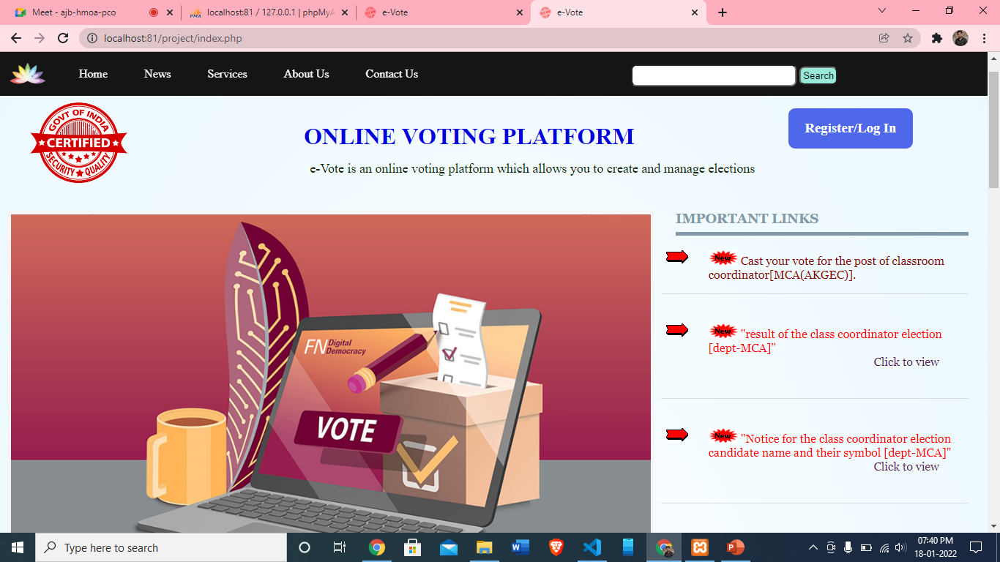 Meet - ajb-hmoa-pco
localhost:81 / 127.0.0.1 | phpMyA
e-Vote
e-Vote
localhost:81/project/index.php
Home News Services About Us Contact Us
Search
GOVT OF INDIA
CERTIFIED
SECURITY QUALITY
ONLINE VOTING PLATFORM
Register/Log In
e-Vote is an online voting platform which allows you to create and manage elections
IMPORTANT LINKS
New Cast your vote for the post of classroom
coordinator[MCA(AKGEC)].
New "result of the class coordinator election
[dept-MCA]"
Click to view
New "Notice for the class coordinator election
candidate name and their symbol [dept-MCA]"
Click to view
FN Digital
Democracy
VOTE
Type here to search
07:40 PM
18-01-2022